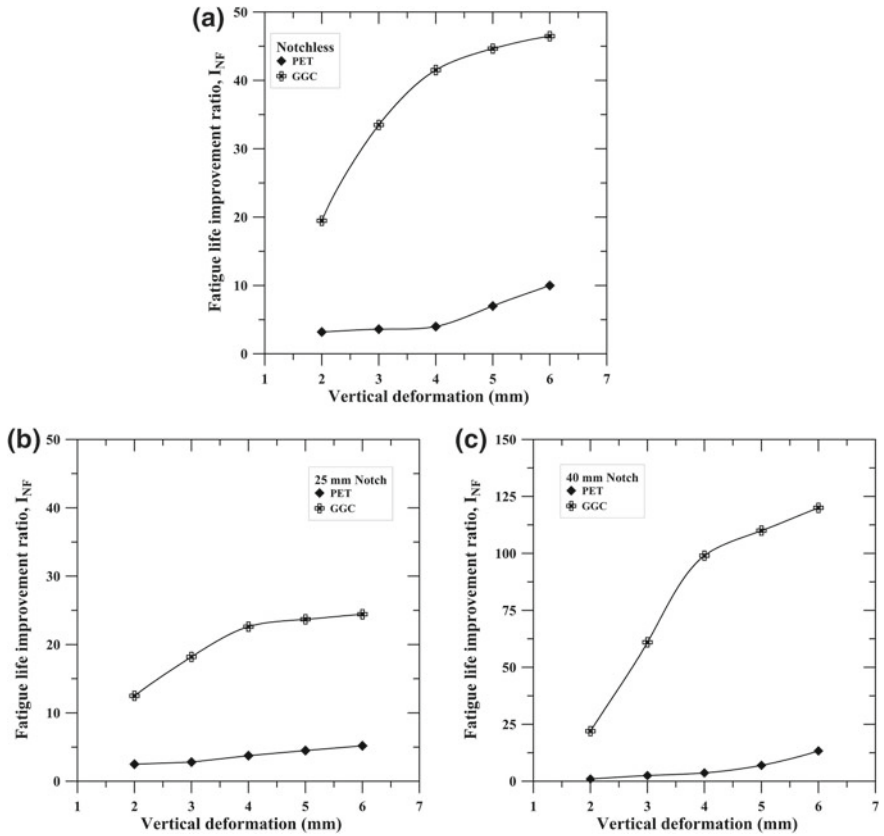 (a)
50
40
30
20
10
0
Fatigue life improvement ratio, I_NF
Notchless
PET
GGC
1 2 3 4 5 6 7
Vertical deformation (mm)
(b)
50
40
30
20
10
0
Fatigue life improvement ratio, I_NF
25 mm Notch
PET
GGC
1 2 3 4 5 6 7
Vertical deformation (mm)
(c)
150
125
100
75
50
25
0
Fatigue life improvement ratio, I_NF
40 mm Notch
PET
GGC
1 2 3 4 5 6 7
Vertical deformation (mm)